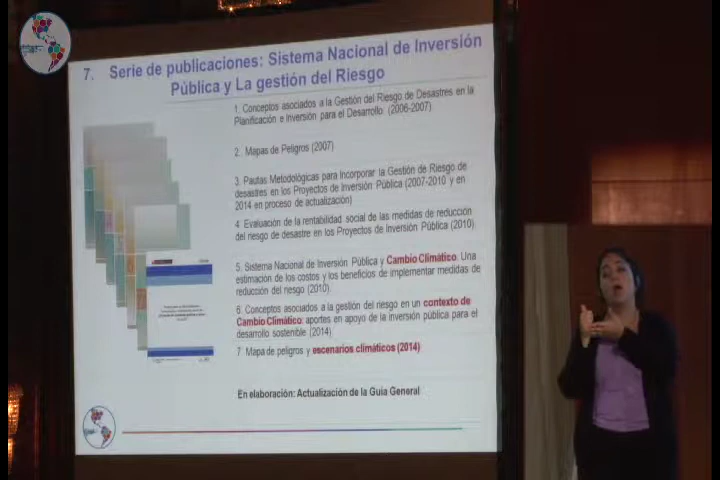 7. Serie de publicaciones: Sistema Nacional de Inversión
Pública y La gestión del Riesgo
1. Conceptos asociados a la Gestión del Riesgo de Desastres en la
Planificación e Inversión para el Desarrollo. (2006-2007)
2. Mapas de Peligros (2007)
3. Pautas Metodológicas para Incorporar la Gestión de Riesgo de
desastres en los Proyectos de Inversión Pública (2007-2010 y en
2014 en proceso de actualización)
4. Evaluación de la rentabilidad social de las medidas de reducción
del riesgo de desastre en los Proyectos de Inversión Pública (2010).
5. Sistema Nacional de Inversión Pública y Cambio Climático. Una
estimación de los costos y los beneficios de implementar medidas de
reducción del riesgo (2010).
6. Conceptos asociados a la gestión del riesgo en un contexto de
Cambio Climático: aportes en apoyo de la inversión pública para el
desarrollo sostenible (2014).
7 Mapa de peligros y escenarios climáticos (2014)
En elaboración: Actualización de la Guía General